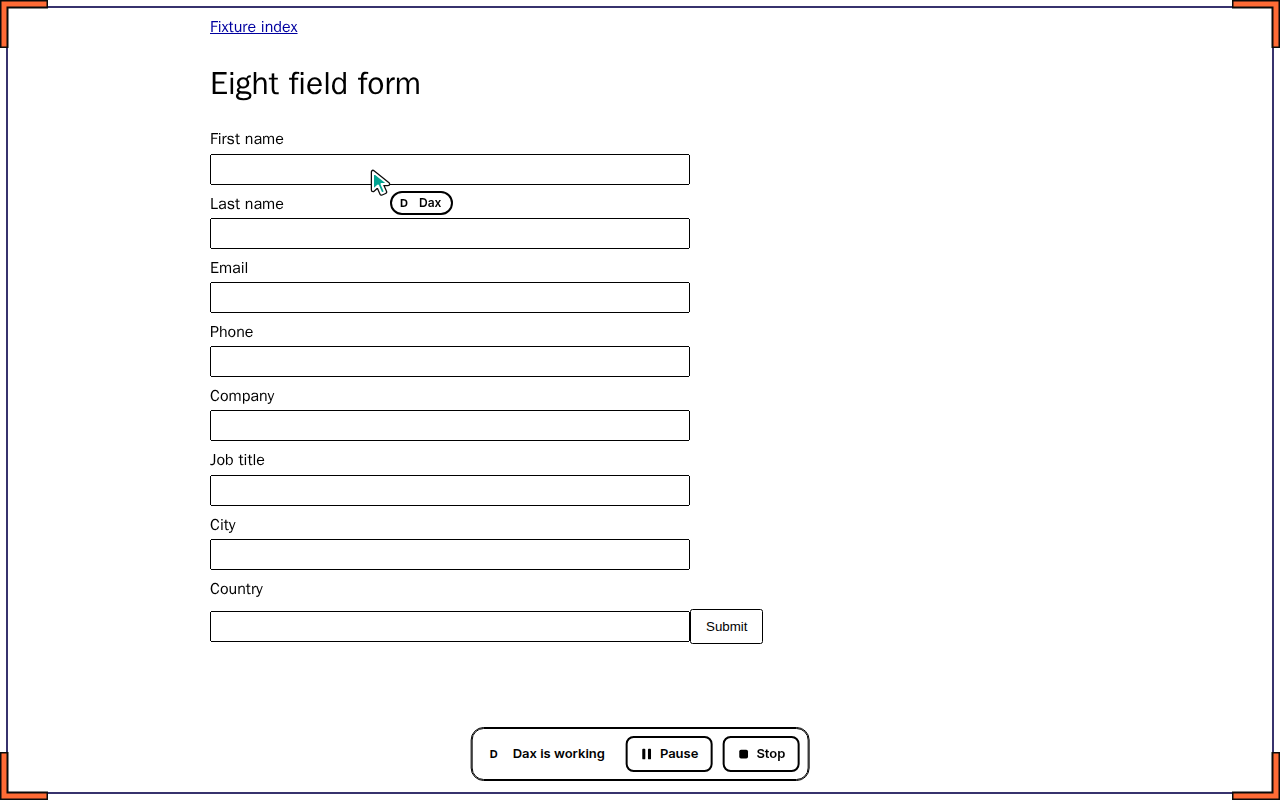 Fixture index
Eight field form
First name
D Dax
Last name
Email
Phone
Company
Job title
City
Country
Submit
D Dax is working Pause Stop